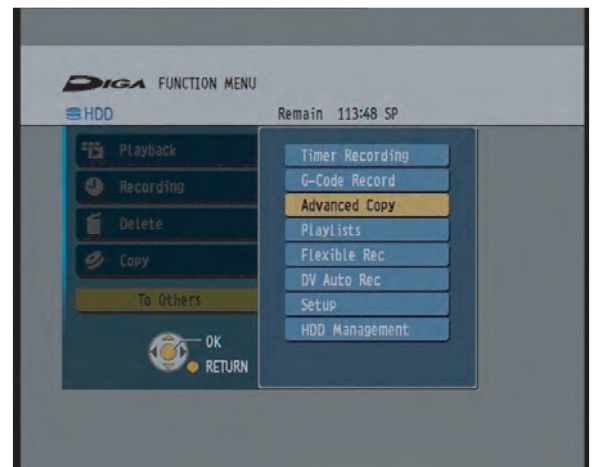 DIGA FUNCTION MENU
HDD Remain 113:48 SP
Playback
Recording
Delete
Copy
To Others
OK
RETURN
Timer Recording
G-Code Record
Advanced Copy
Playlists
Flexible Rec
DV Auto Rec
Setup
HDD Management